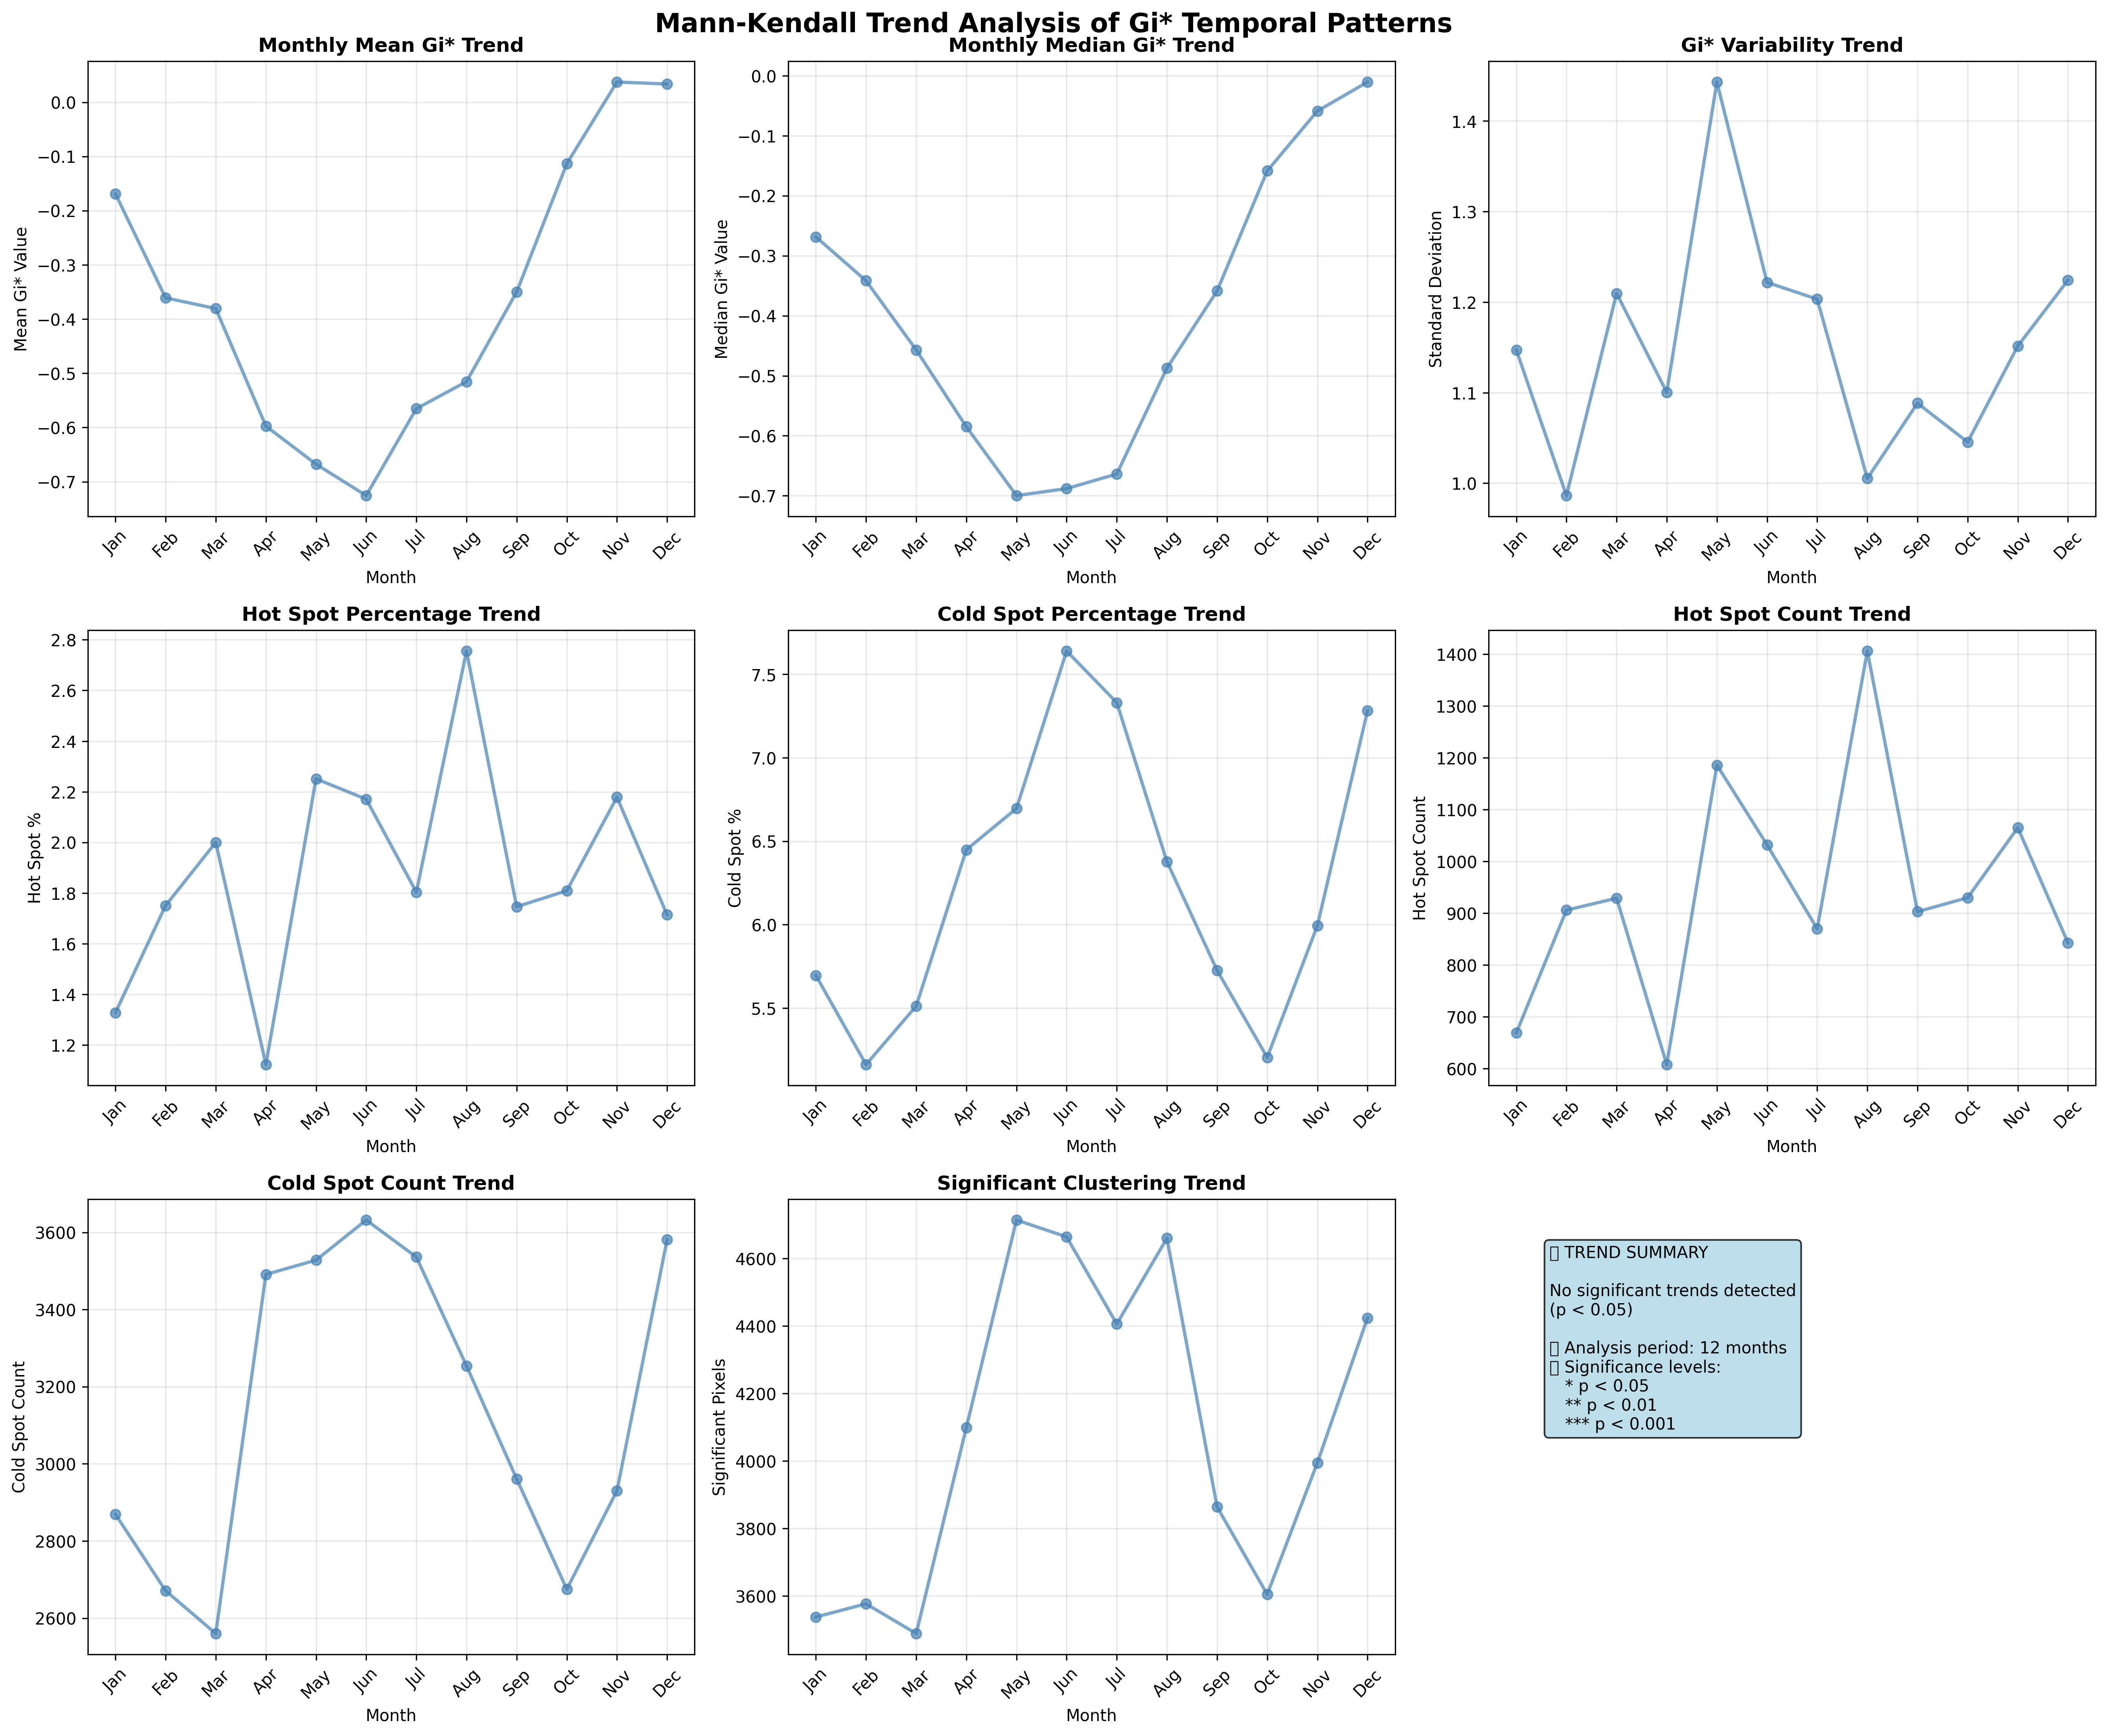 Mann-Kendall Trend Analysis of Gi* Temporal Patterns
Monthly Mean Gi* Trend
Mean Gi* Value
0.0
−0.1
−0.2
−0.3
−0.4
−0.5
−0.6
−0.7
Jan Feb Mar Apr May Jun Jul Aug Sep Oct Nov Dec
Month
Monthly Median Gi* Trend
Median Gi* Value
0.0
−0.1
−0.2
−0.3
−0.4
−0.5
−0.6
−0.7
Jan Feb Mar Apr May Jun Jul Aug Sep Oct Nov Dec
Month
Gi* Variability Trend
Standard Deviation
1.4
1.3
1.2
1.1
1.0
Jan Feb Mar Apr May Jun Jul Aug Sep Oct Nov Dec
Month
Hot Spot Percentage Trend
Hot Spot %
2.8
2.6
2.4
2.2
2.0
1.8
1.6
1.4
1.2
Jan Feb Mar Apr May Jun Jul Aug Sep Oct Nov Dec
Month
Cold Spot Percentage Trend
Cold Spot %
7.5
7.0
6.5
6.0
5.5
Jan Feb Mar Apr May Jun Jul Aug Sep Oct Nov Dec
Month
Hot Spot Count Trend
Hot Spot Count
1400
1300
1200
1100
1000
900
800
700
600
Jan Feb Mar Apr May Jun Jul Aug Sep Oct Nov Dec
Month
Cold Spot Count Trend
Cold Spot Count
3600
3400
3200
3000
2800
2600
Jan Feb Mar Apr May Jun Jul Aug Sep Oct Nov Dec
Month
Significant Clustering Trend
Significant Pixels
4600
4400
4200
4000
3800
3600
Jan Feb Mar Apr May Jun Jul Aug Sep Oct Nov Dec
Month
TREND SUMMARY
No significant trends detected
(p < 0.05)
Analysis period: 12 months
Significance levels:
* p < 0.05
** p < 0.01
*** p < 0.001